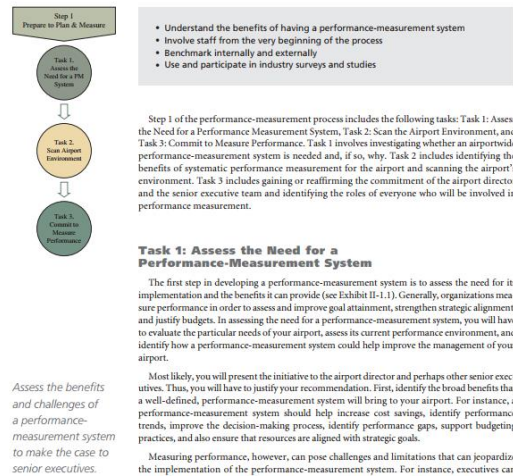 Step 1
Prepare to Plan & Measure
Task 1.
Assess the
Need for a PM
System
Task 2.
Scan Airport
Environment
Task 3.
Commit to
Measure
Performance
• Understand the benefits of having a performance-measurement system
• Involve staff from the very beginning of the process
• Benchmark internally and externally
• Use and participate in industry surveys and studies
Step 1 of the performance-measurement process includes the following tasks: Task 1: Assess
the Need for a Performance Measurement System, Task 2: Scan the Airport Environment, and
Task 3: Commit to Measure Performance. Task 1 involves investigating whether an airportwide
performance-measurement system is needed and, if so, why. Task 2 includes identifying the
benefits of systematic performance measurement for the airport and scanning the airport's
environment. Task 3 includes gaining or reaffirming the commitment of the airport director
and the senior executive team and identifying the roles of everyone who will be involved in
performance measurement.
Task 1: Assess the Need for a
Performance-Measurement System
The first step in developing a performance-measurement system is to assess the need for its
implementation and the benefits it can provide (see Exhibit II-1.1). Generally, organizations mea-
sure performance in order to assess and improve goal attainment, strengthen strategic alignment,
and justify budgets. In assessing the need for a performance-measurement system, you will have
to evaluate the particular needs of your airport, assess its current performance environment, and
identify how a performance-measurement system could help improve the management of your
airport.
Most likely, you will present the initiative to the airport director and perhaps other senior exec-
utives. Thus, you will have to justify your recommendation. First, identify the broad benefits that
a well-defined, performance-measurement system will bring to your airport. For instance, a
performance-measurement system should help increase cost savings, identify performance
trends, improve the decision-making process, identify performance gaps, support budgeting
practices, and also ensure that resources are aligned with strategic goals.
Measuring performance, however, can pose challenges and limitations that can jeopardize
the implementation of the performance-measurement system. For instance, executives can
Assess the benefits
and challenges of
a performance-
measurement system
to make the case to
senior executives.